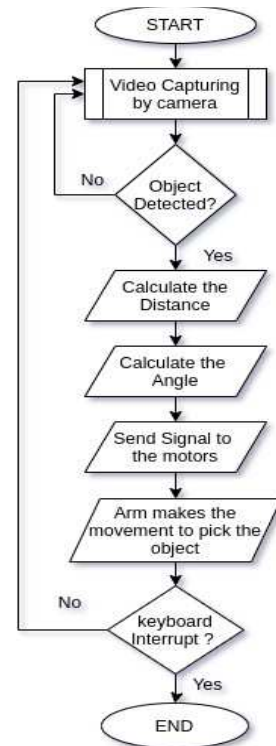 START
Video Capturing
by camera
No
Object
Detected?
Yes
Calculate the
Distance
Calculate the
Angle
Send Signal to
the motors
Arm makes the
movement to pick the
object
No
keyboard
Interrupt ?
Yes
END